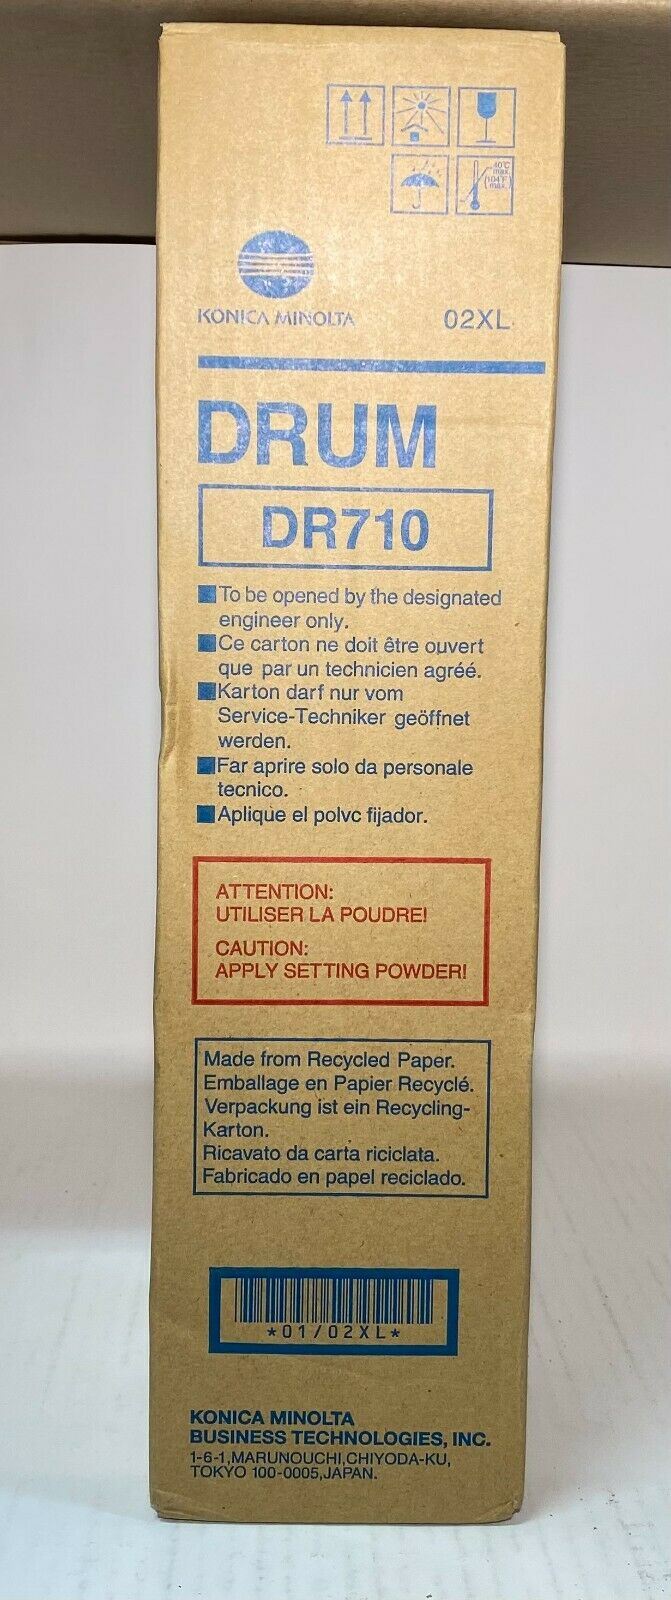 40°C
max.
(104°F
max.)
KONICA MINOLTA 02XL
DRUM
DR710
To be opened by the designated
engineer only.
Ce carton ne doit être ouvert
que par un technicien agréé.
Karton darf nur vom
Service-Techniker geöffnet
werden.
Far aprire solo da personale
tecnico.
Aplique el polvc fijador.
ATTENTION:
UTILISER LA POUDRE!
CAUTION:
APPLY SETTING POWDER!
Made from Recycled Paper.
Emballage en Papier Recyclé.
Verpackung ist ein Recycling-
Karton.
Ricavato da carta riciclata.
Fabricado en papel reciclado.
*01/02XL*
KONICA MINOLTA
BUSINESS TECHNOLOGIES, INC.
1-6-1,MARUNOUCHI,CHIYODA-KU,
TOKYO 100-0005,JAPAN.